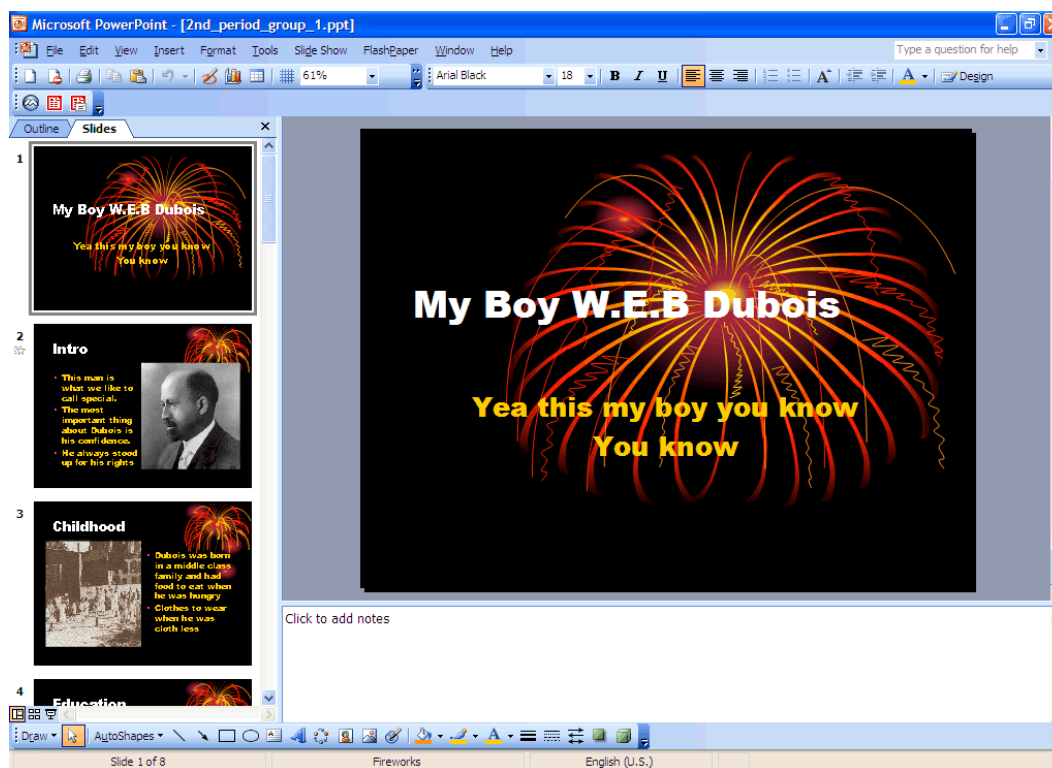 Microsoft PowerPoint - [2nd_period_group_1.ppt]
File Edit View Insert Format Tools Slide Show FlashPaper Window Help
Type a question for help
61%
Arial Black
18
B I U
A
A
Design
Outline
Slides
1
My Boy W.E.B Dubois
Yea this my boy you know
You know
2
Intro
• This man is
what we like to
call special.
• The most
important thing
about Dubois is
his confidence.
• He always stood
up for his rights
3
Childhood
• Dubois was born
in a middle class
family and had
food to eat when
he was hungry
• Clothes to wear
when he was
cloth less
4
Education
My Boy W.E.B Dubois
Yea this my boy you know
You know
Click to add notes
Draw
AutoShapes
A
A
Slide 1 of 8
Fireworks
English (U.S.)